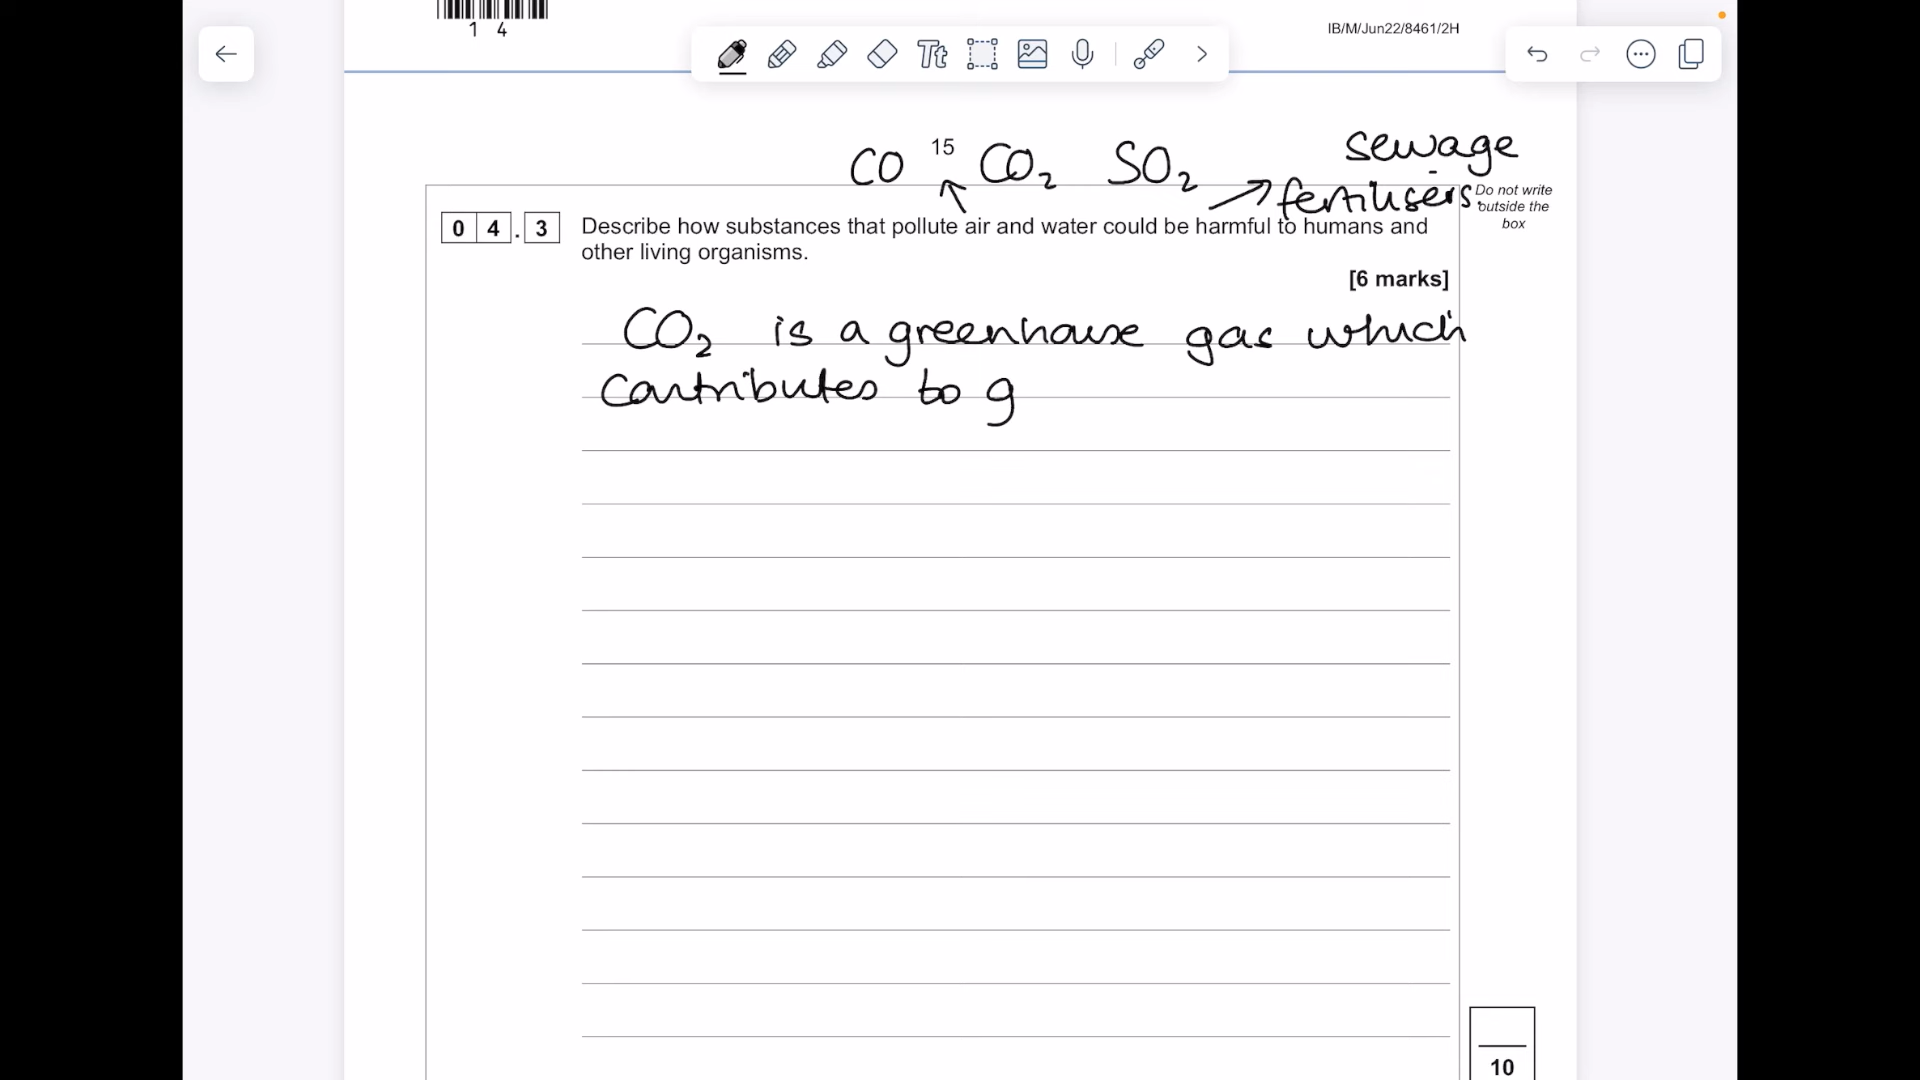 1 4
IB/M/Jun22/8461/2H
Tt
15
CO CO₂ SO₂ sewage
fertilisers.
Do not write
outside the
box
0 4 . 3 Describe how substances that pollute air and water could be harmful to humans and
other living organisms.
[6 marks]
CO₂ is a greenhouse gas which
contributes to g
10